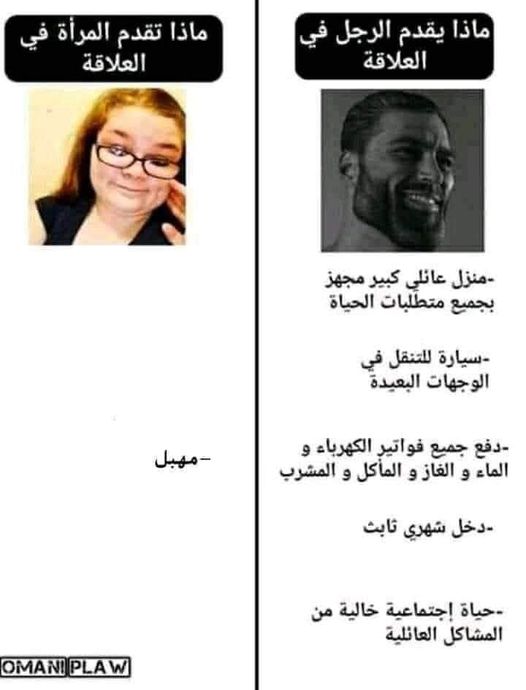 ماذا يقدم الرجل في
العلاقة
-منزل عائلي كبير مجهز
بجميع متطلبات الحياة
-سيارة للتنقل في
الوجهات البعيدة
-دفع جميع فواتير الكهرباء و
الماء و الغاز و المأكل و المشرب
-دخل شهري ثابث
-حياة إجتماعية خالية من
المشاكل العائلية
ماذا تقدم المرأة في
العلاقة
-مهبل
OMANI PLAW